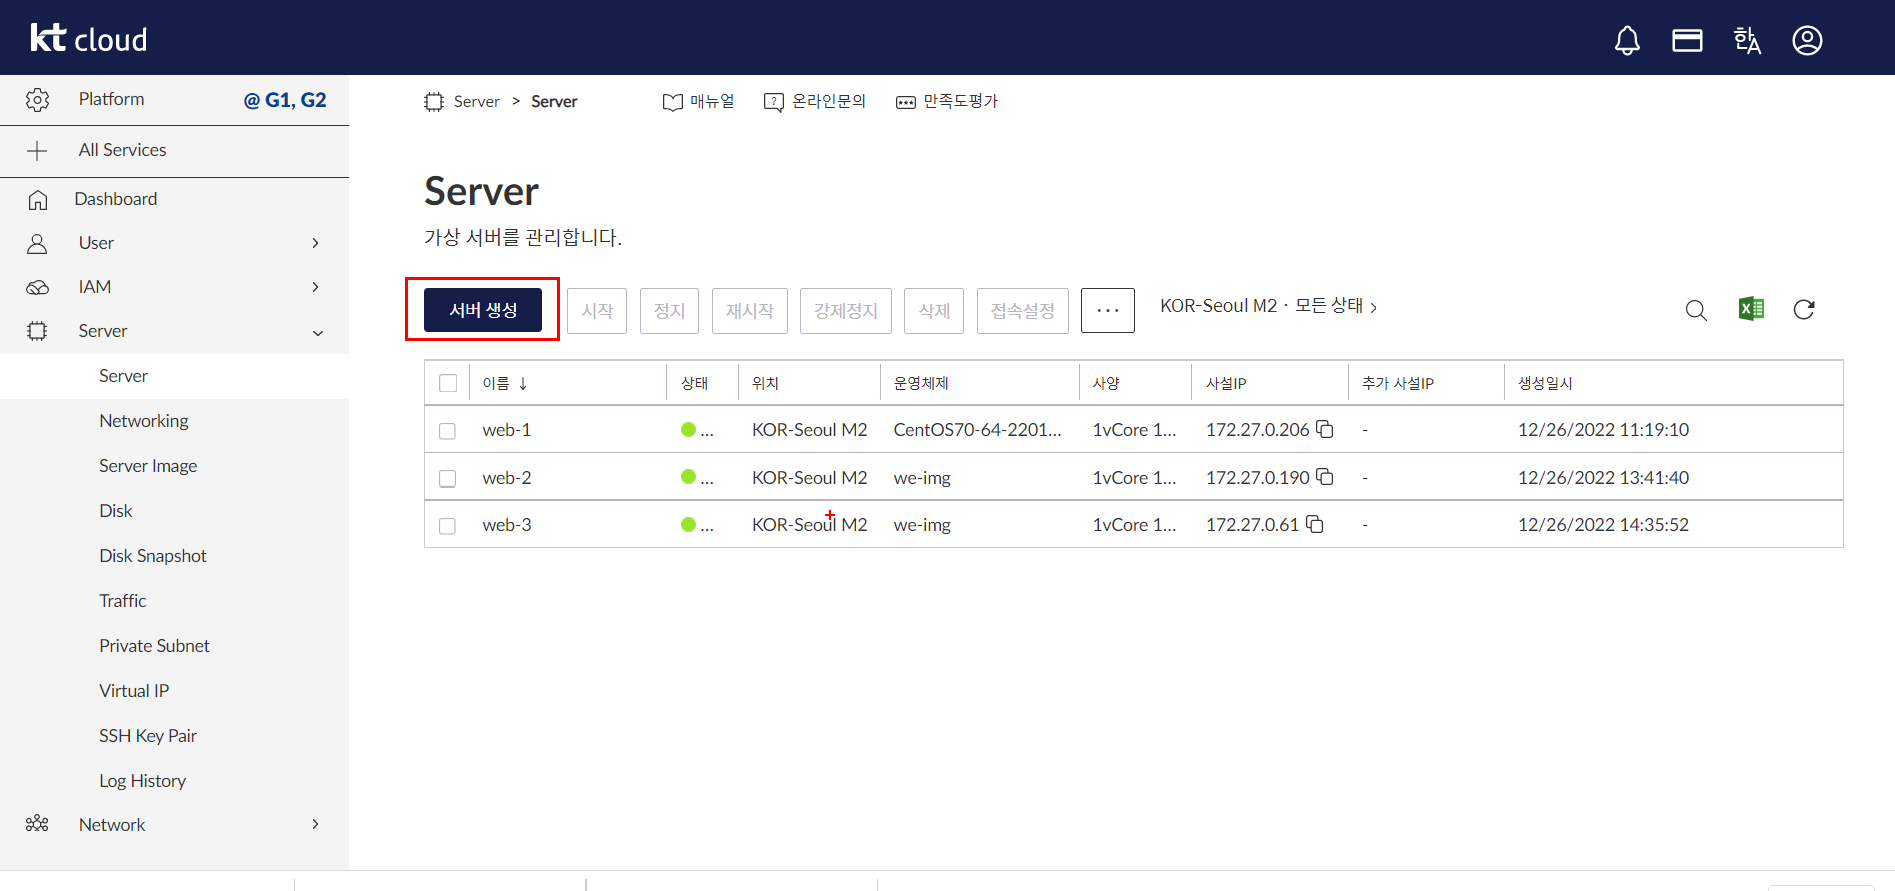 kt cloud
한A
Platform @ G1, G2
All Services
Dashboard
User
IAM
Server
Server
Networking
Server Image
Disk
Disk Snapshot
Traffic
Private Subnet
Virtual IP
SSH Key Pair
Log History
Network
Server > Server 매뉴얼 온라인문의 만족도평가
Server
가상 서버를 관리합니다.
서버 생성 시작 정지 재시작 강제정지 삭제 접속설정 ... KOR-Seoul M2 · 모든 상태 >
이름 ↓ 상태 위치 운영체제 사양 사설IP 추가 사설IP 생성일시
web-1 ... KOR-Seoul M2 CentOS70-64-2201... 1vCore 1... 172.27.0.206 - 12/26/2022 11:19:10
web-2 ... KOR-Seoul M2 we-img 1vCore 1... 172.27.0.190 - 12/26/2022 13:41:40
web-3 ... KOR-Seoul M2 we-img 1vCore 1... 172.27.0.61 - 12/26/2022 14:35:52